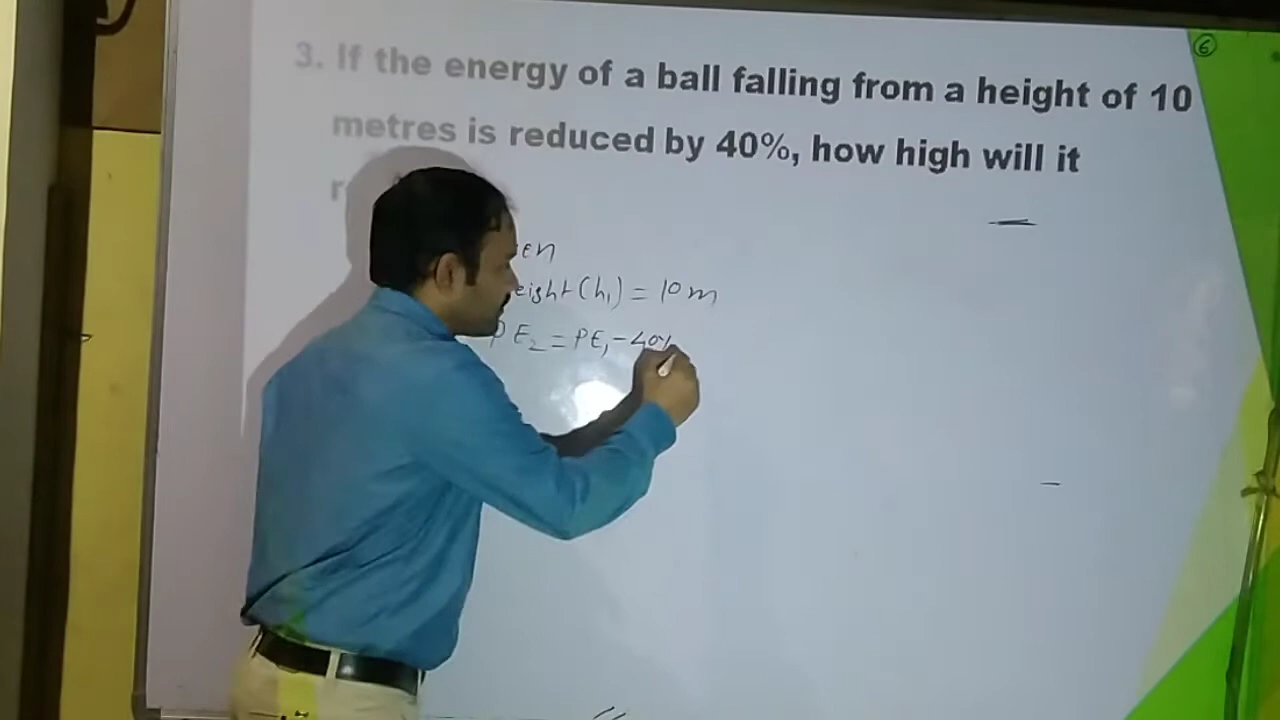 6
3. If the energy of a ball falling from a height of 10
metres is reduced by 40%, how high will it
en
eight (h1) = 10 m
PE2 = PE1 - 40%